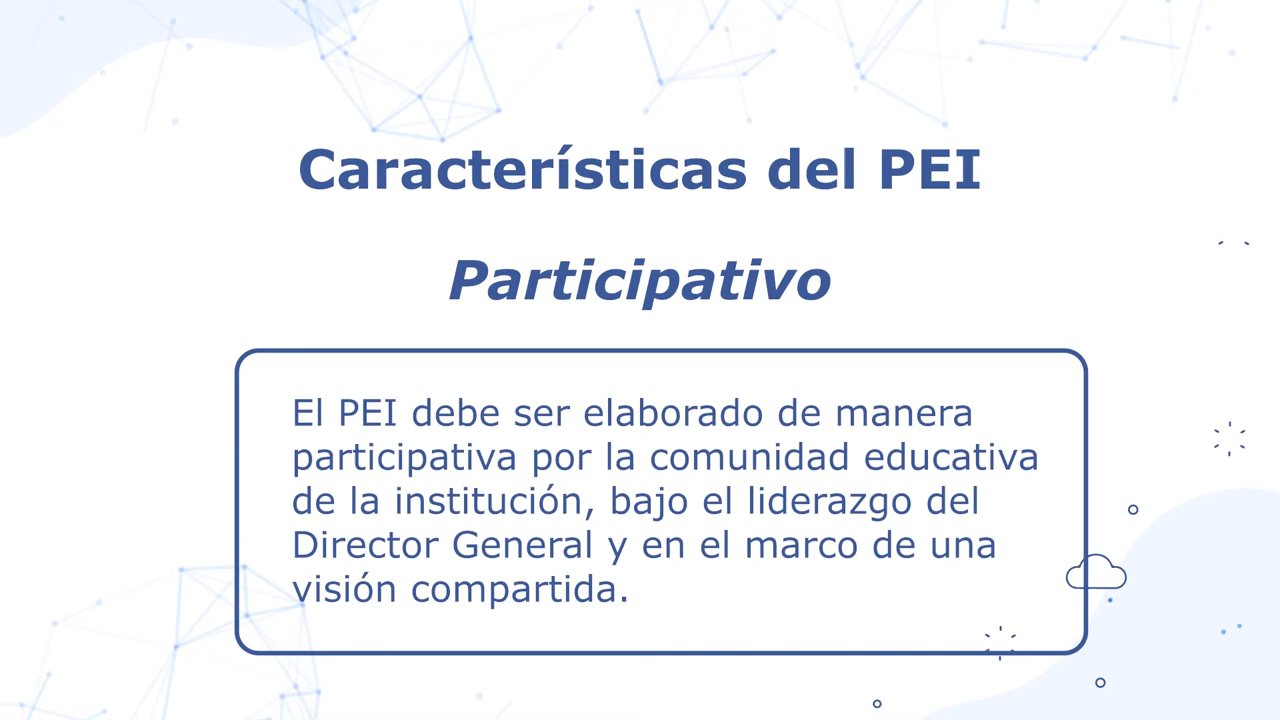 Características del PEI
Participativo
El PEI debe ser elaborado de manera
participativa por la comunidad educativa
de la institución, bajo el liderazgo del
Director General y en el marco de una
visión compartida.